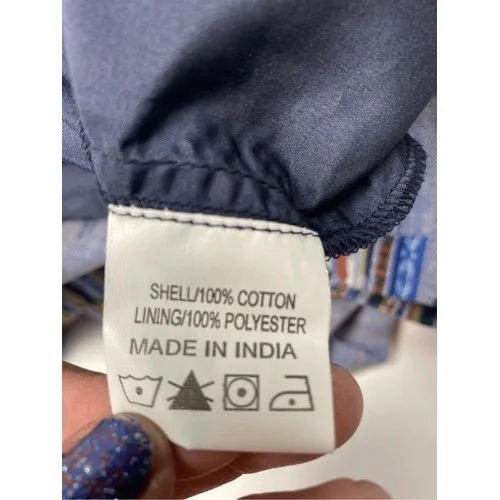 SHELL/100% COTTON
LINING/100% POLYESTER
MADE IN INDIA